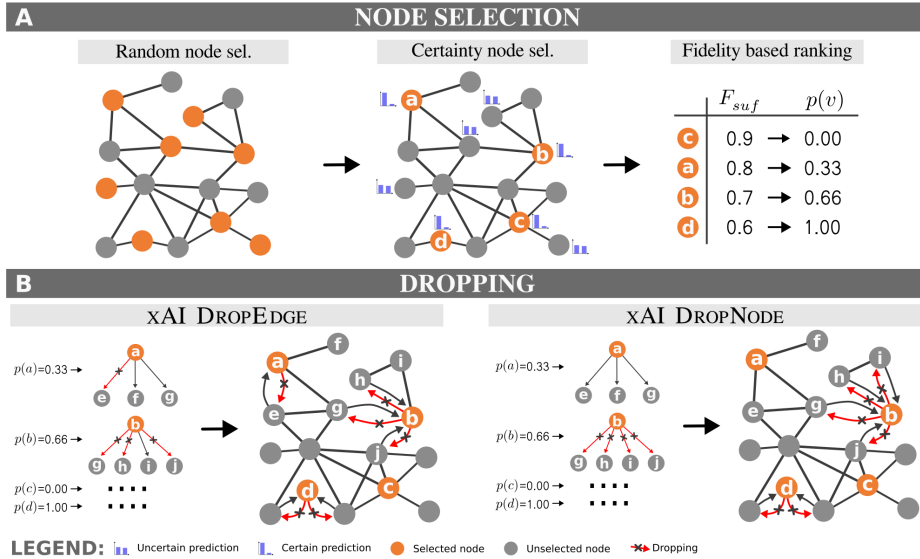 A NODE SELECTION
Random node sel.
Certainty node sel.
Fidelity based ranking
a
b
c
d
F_suf p(v)
c 0.9 → 0.00
a 0.8 → 0.33
b 0.7 → 0.66
d 0.6 → 1.00
B DROPPING
XAI DROPEDGE
p(a)=0.33→
a
e f g
p(b)=0.66→
b
g h i j
p(c)=0.00→ ....
p(d)=1.00→ ....
f
a
i
h
e
g
b
j
d
c
XAI DROPNODE
p(a)=0.33→
a
e f g
p(b)=0.66→
b
g h i j
p(c)=0.00→ ....
p(d)=1.00→ ....
f
a
i
h
e
g
b
j
d
c
LEGEND: Uncertain prediction Certain prediction Selected node Unselected node Dropping